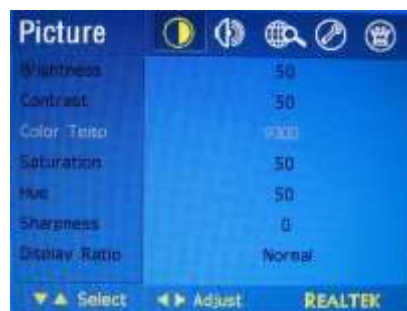 Picture
Brightness 50
Contrast 50
Color Temp 9300
Saturation 50
Hue 50
Sharpness 0
Display Ratio Normal
▼▲ Select ◀▶ Adjust REALTEK